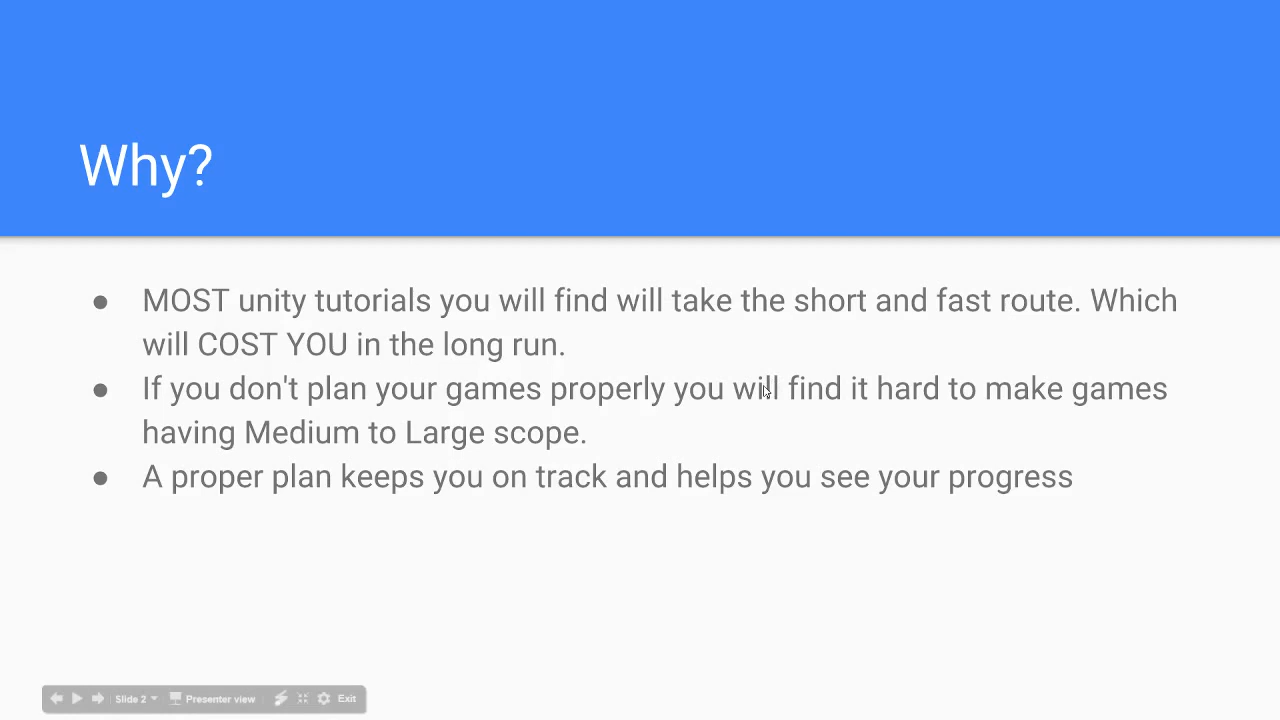 Why?
● MOST unity tutorials you will find will take the short and fast route. Which
will COST YOU in the long run.
● If you don't plan your games properly you will find it hard to make games
having Medium to Large scope.
● A proper plan keeps you on track and helps you see your progress
Slide 2 Presenter view Exit